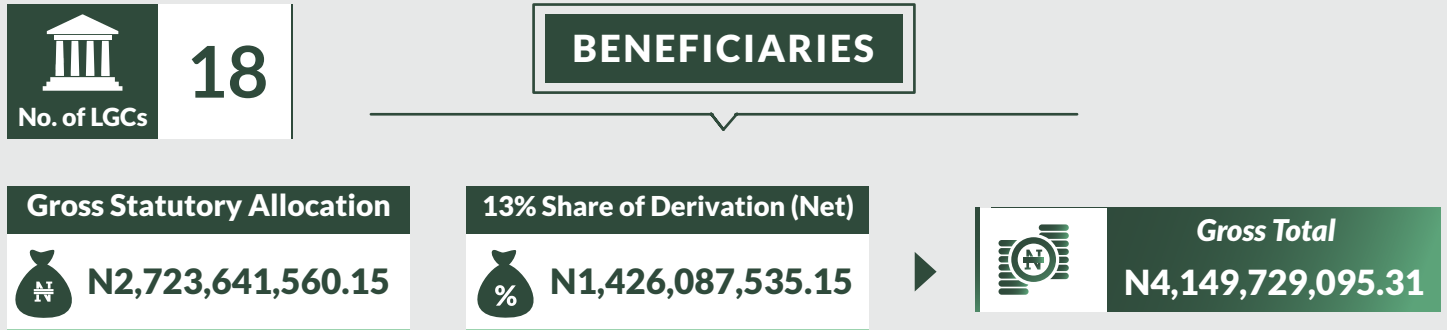 18
No. of LGCs
BENEFICIARIES
Gross Statutory Allocation
N2,723,641,560.15
13% Share of Derivation (Net)
%
N1,426,087,535.15
Gross Total
N4,149,729,095.31